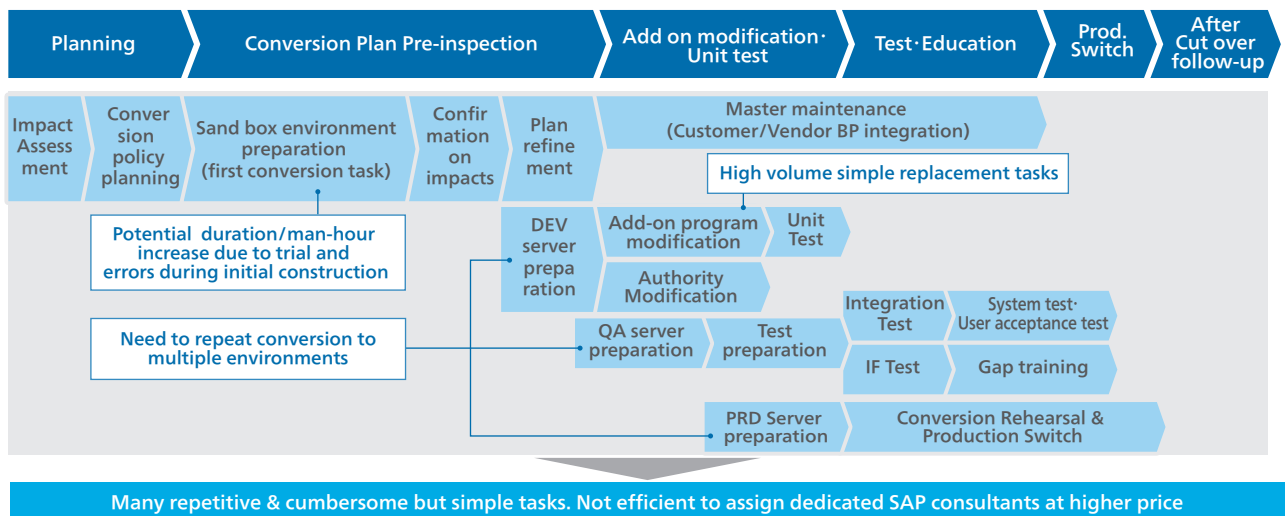 Planning
Conversion Plan Pre-inspection
Add on modification·
Unit test
Test·Education
Prod.
Switch
After
Cut over
follow-up
Impact
Assess
ment
Conver
sion
policy
planning
Sand box environment
preparation
(first conversion task)
Confir
mation
on
impacts
Plan
refine
ment
Master maintenance
(Customer/Vendor BP integration)
High volume simple replacement tasks
Potential duration/man-hour
increase due to trial and
errors during initial construction
DEV
server
prepa
ration
Add-on program
modification
Unit
Test
Authority
Modification
Need to repeat conversion to
multiple environments
QA server
preparation
Test
preparation
Integration
Test
System test·
User acceptance test
IF Test
Gap training
PRD Server
preparation
Conversion Rehearsal &
Production Switch
Many repetitive & cumbersome but simple tasks. Not efficient to assign dedicated SAP consultants at higher price